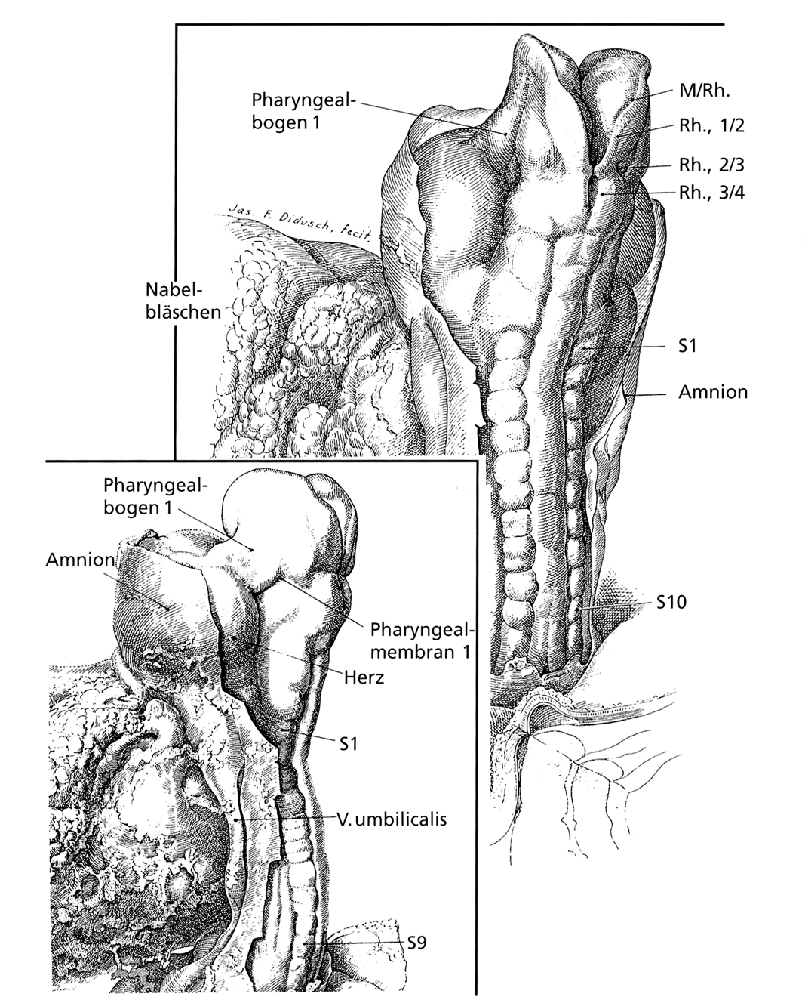 Pharyngeal-
bogen 1
M/Rh.
Rh., 1/2
Rh., 2/3
Rh., 3/4
Jas. F. Didusch, fecit.
Nabel-
bläschen
S1
Amnion
S10
Pharyngeal-
bogen 1
Amnion
Pharyngeal-
membran 1
Herz
S1
V. umbilicalis
S9